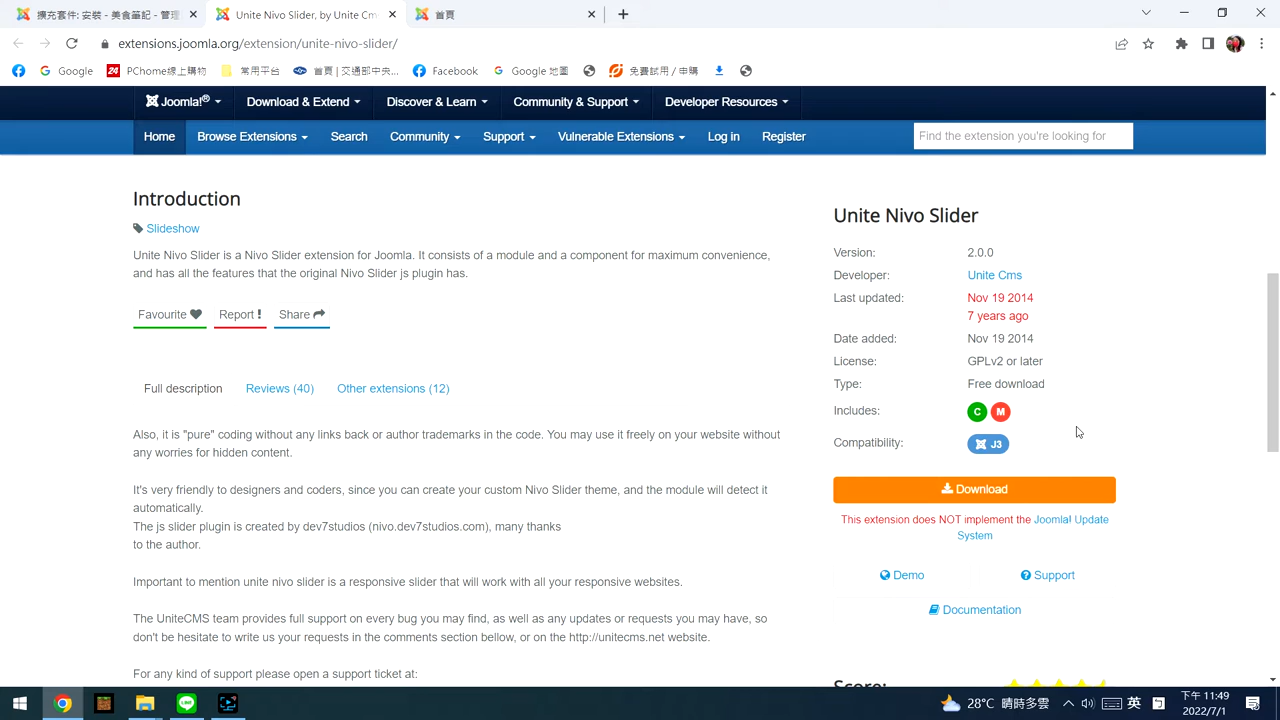 擴充套件: 安裝 - 美食筆記 - 管理
Unite Nivo Slider, by Unite Cm
首頁
extensions.joomla.org/extension/unite-nivo-slider/
Google
PChome線上購物
常用平台
首頁 | 交通部中央...
Facebook
Google 地圖
免費試用 / 申購
Joomla!®
Download & Extend
Discover & Learn
Community & Support
Developer Resources
Home
Browse Extensions
Search
Community
Support
Vulnerable Extensions
Log in
Register
Find the extension you're looking for
Introduction
Slideshow
Unite Nivo Slider is a Nivo Slider extension for Joomla. It consists of a module and a component for maximum convenience,
and has all the features that the original Nivo Slider js plugin has.
Favourite
Report !
Share
Full description
Reviews (40)
Other extensions (12)
Also, it is "pure" coding without any links back or author trademarks in the code. You may use it freely on your website without
any worries for hidden content.
It's very friendly to designers and coders, since you can create your custom Nivo Slider theme, and the module will detect it
automatically.
The js slider plugin is created by dev7studios (nivo.dev7studios.com), many thanks
to the author.
Important to mention unite nivo slider is a responsive slider that will work with all your responsive websites.
The UniteCMS team provides full support on every bug you may find, as well as any updates or requests you may have, so
don't be hesitate to write us your requests in the comments section bellow, or on the http://unitecms.net website.
For any kind of support please open a support ticket at:
Unite Nivo Slider
Version: 2.0.0
Developer: Unite Cms
Last updated: Nov 19 2014
7 years ago
Date added: Nov 19 2014
License: GPLv2 or later
Type: Free download
Includes: C M
Compatibility: J3
Download
This extension does NOT implement the Joomla! Update
System
Demo
Support
Documentation
Score:
28°C 晴時多雲
英
下午 11:49
2022/7/1